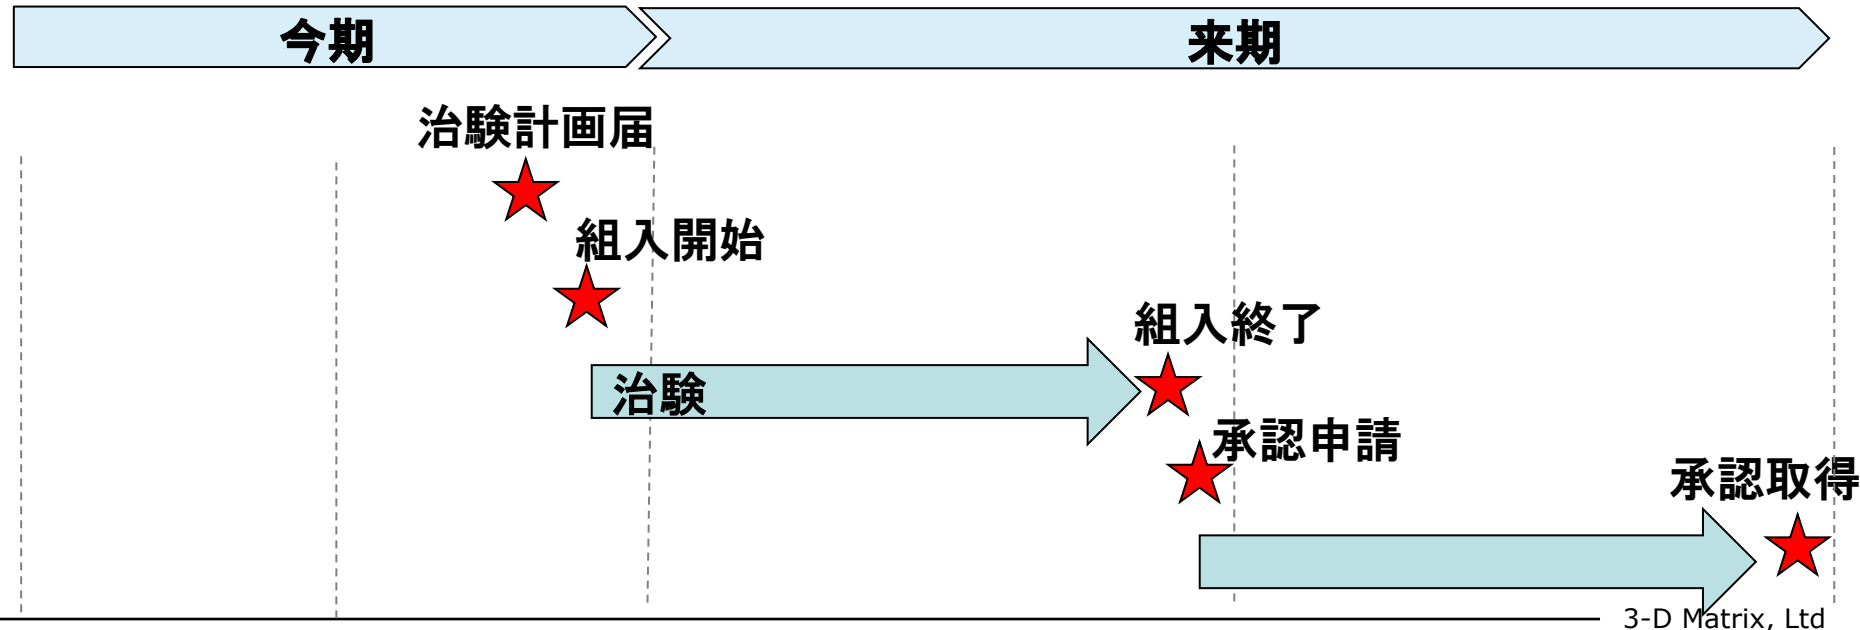 今期
来期
治験計画届
組入開始
組入終了
治験
承認申請
承認取得
3-D Matrix, Ltd